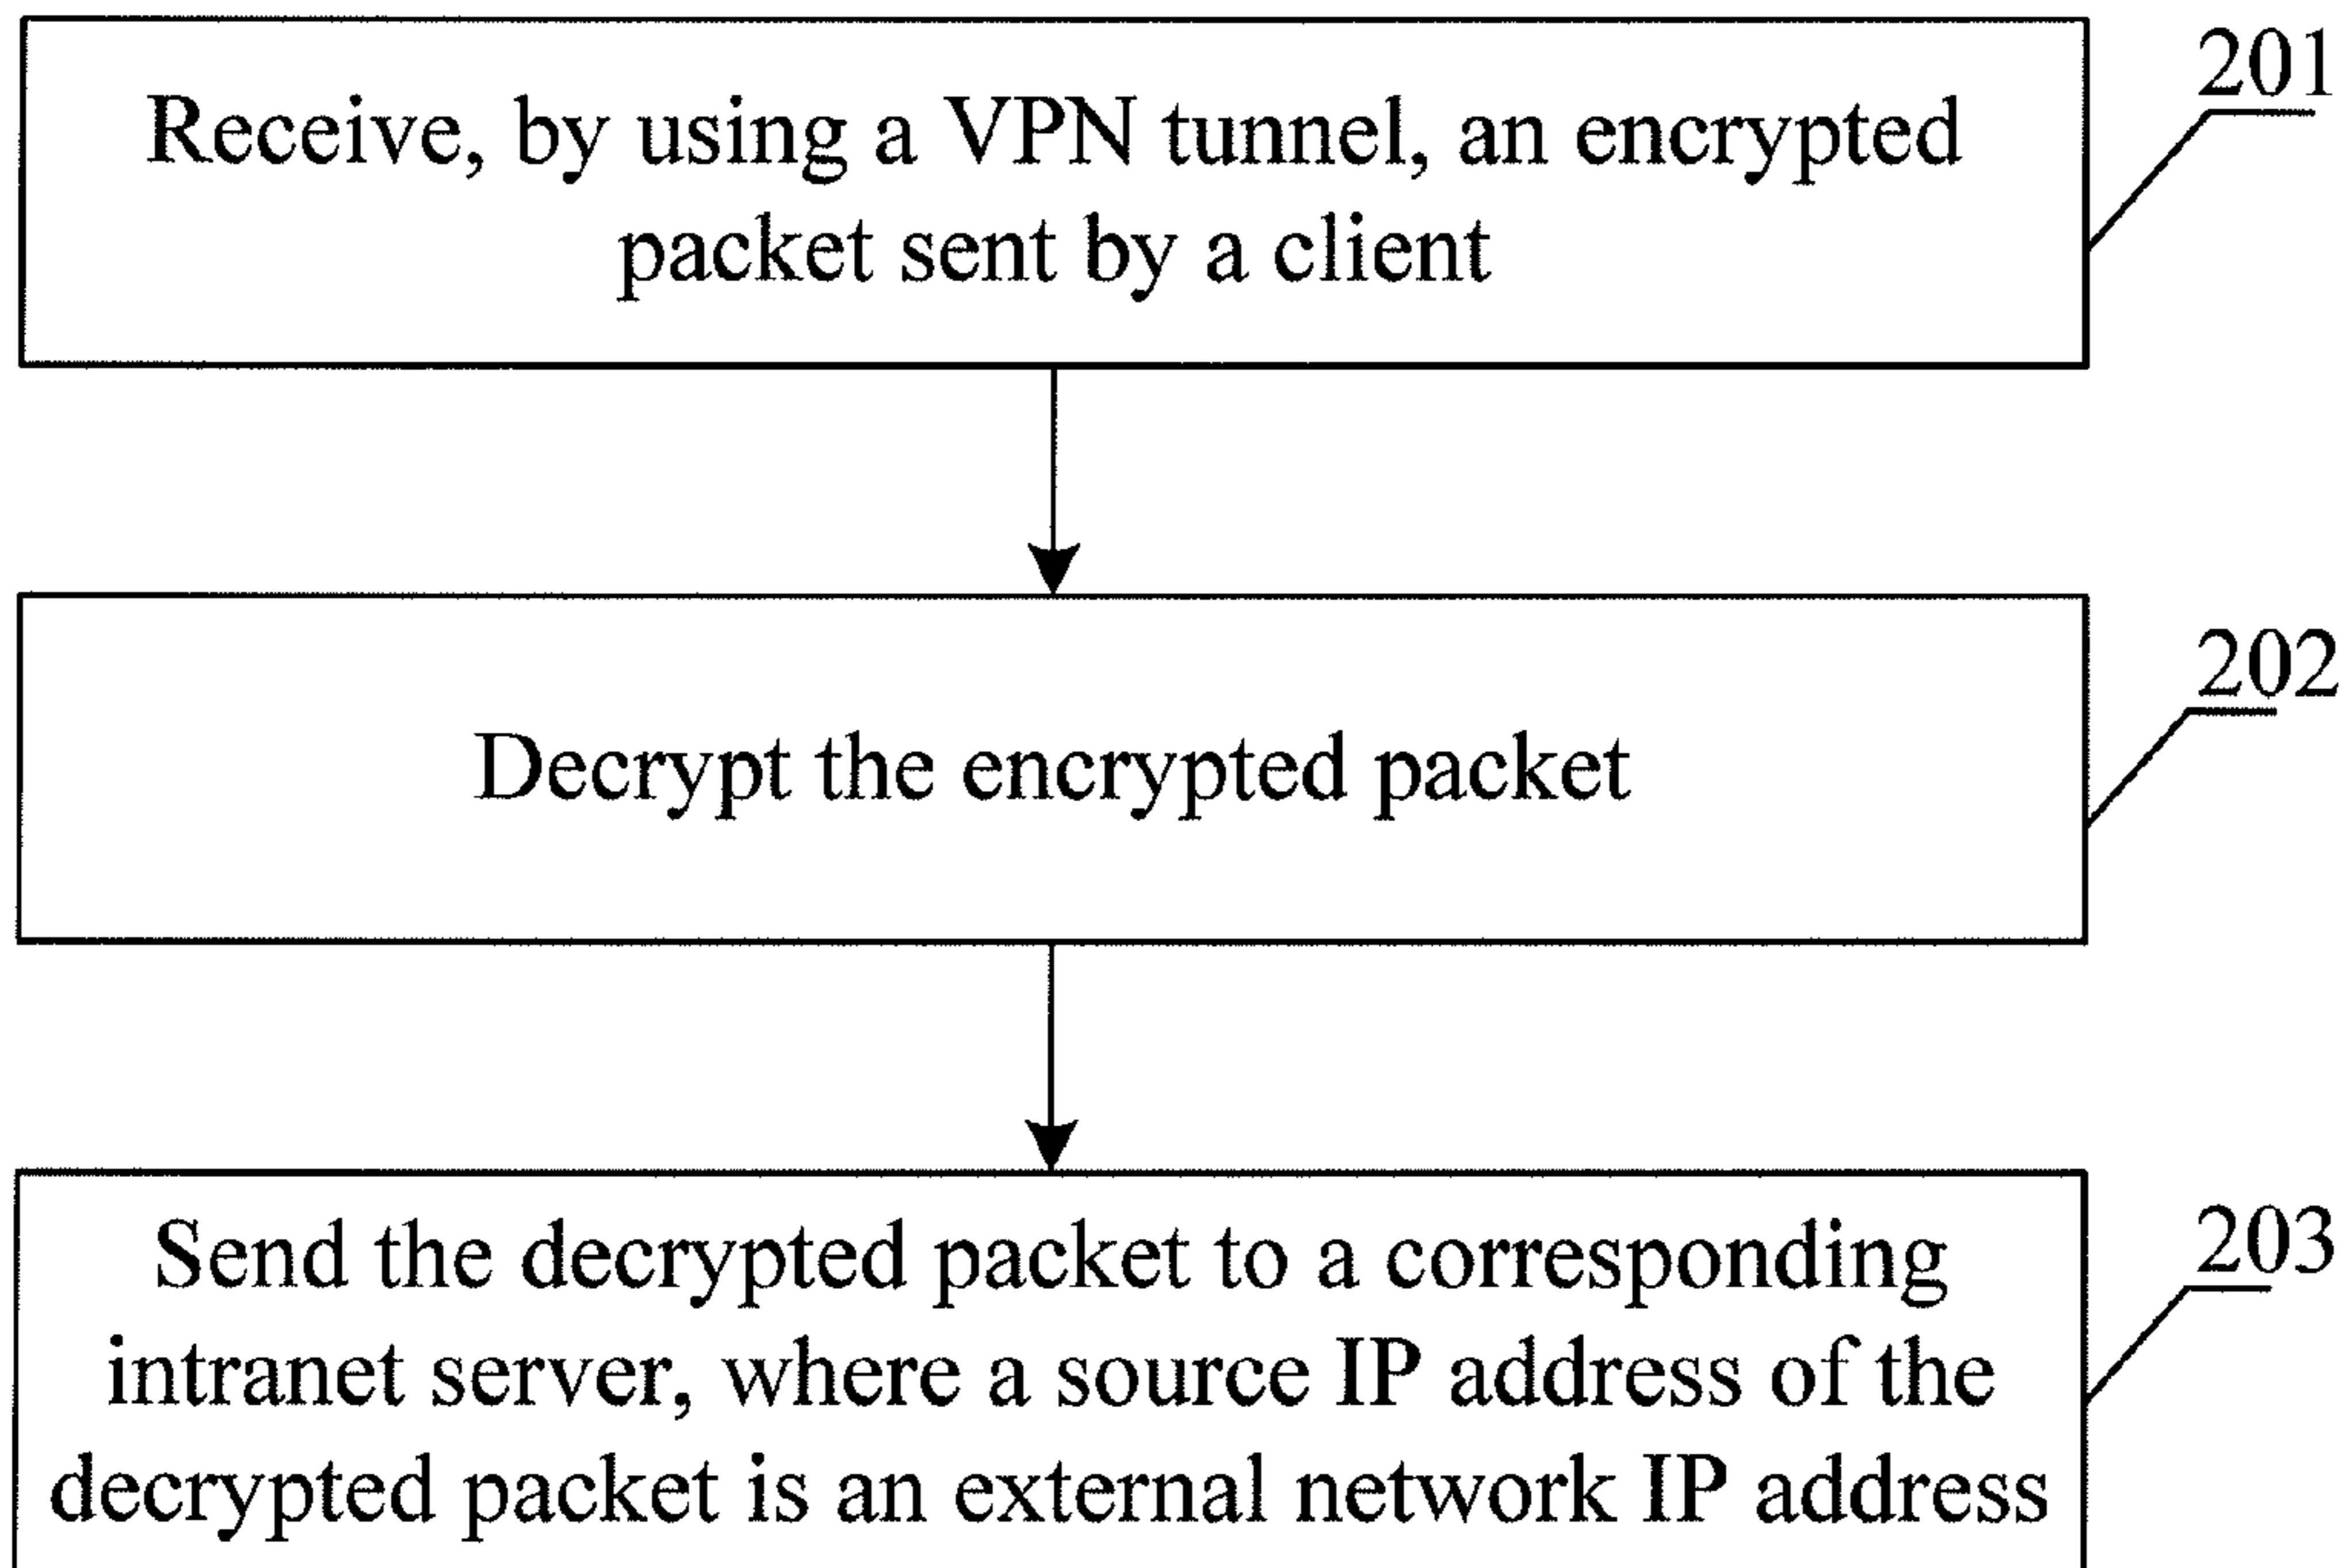 201
Receive, by using a VPN tunnel, an encrypted
packet sent by a client
202
Decrypt the encrypted packet
203
Send the decrypted packet to a corresponding
intranet server, where a source IP address of the
decrypted packet is an external network IP address